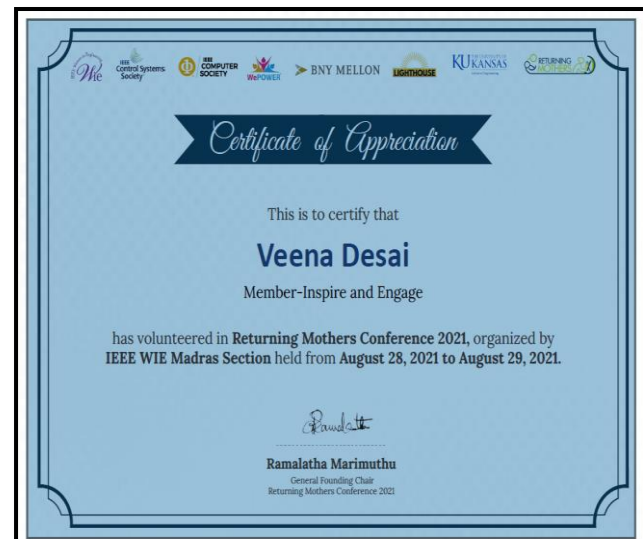 WIE
IEEE
Control Systems
Society
IEEE
COMPUTER
SOCIETY
WePOWER
BNY MELLON
LIGHTHOUSE
KU KANSAS
RETURNING
MOTHERS
Certificate of Appreciation
This is to certify that
Veena Desai
Member-Inspire and Engage
has volunteered in Returning Mothers Conference 2021, organized by
IEEE WIE Madras Section held from August 28, 2021 to August 29, 2021.
Ramalatha Marimuthu
General Founding Chair
Returning Mothers Conference 2021